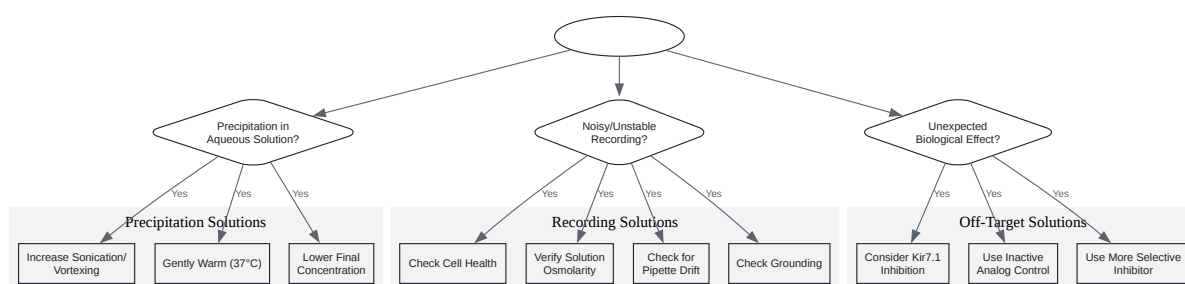 Precipitation in
Aqueous Solution?
Noisy/Unstable
Recording?
Unexpected
Biological Effect?
Yes
Yes
Yes
Yes
Yes
Yes
Yes
Yes
Yes
Yes
Precipitation Solutions
Recording Solutions
Off-Target Solutions
Increase Sonication/
Vortexing
Gently Warm (37°C)
Lower Final
Concentration
Check Cell Health
Verify Solution
Osmolarity
Check for
Pipette Drift
Check Grounding
Consider Kir7.1
Inhibition
Use Inactive
Analog Control
Use More Selective
Inhibitor